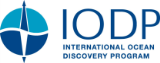 IODP
INTERNATIONAL OCEAN
DISCOVERY PROGRAM